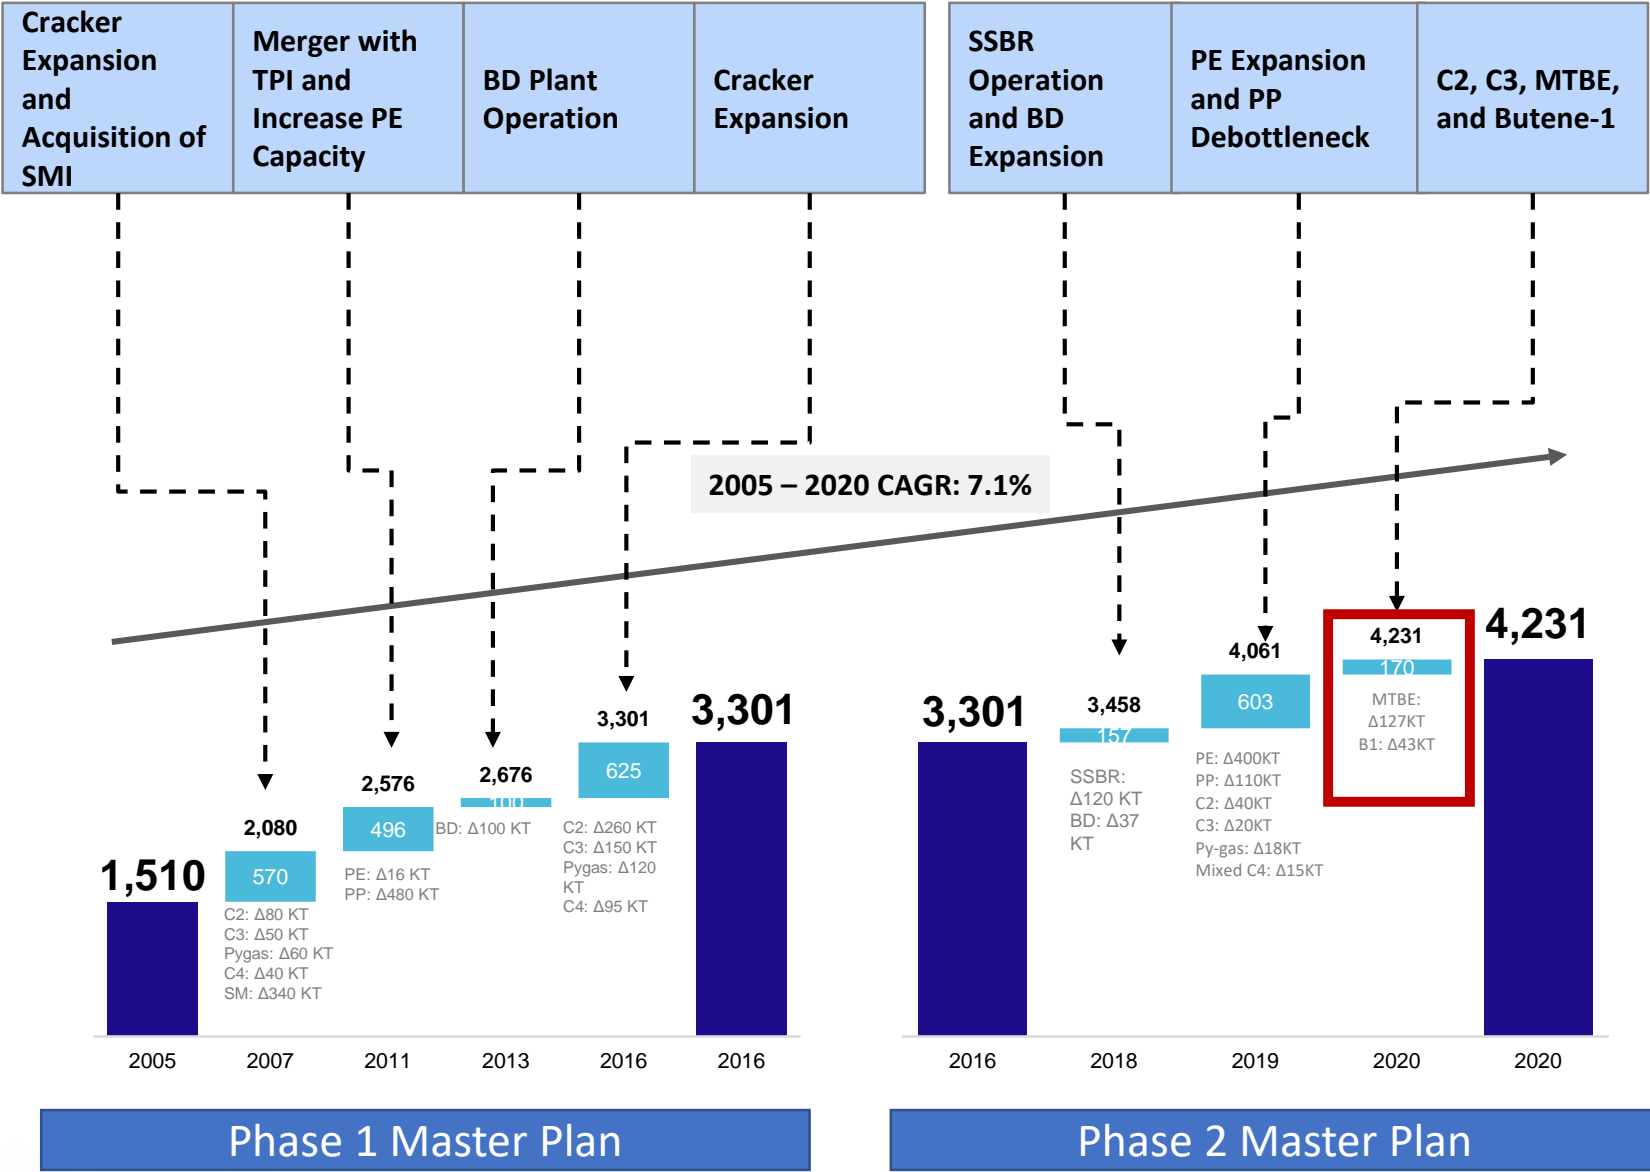 Cracker
Expansion
and
Acquisition of
SMI
Merger with
TPI and
Increase PE
Capacity
BD Plant
Operation
Cracker
Expansion
SSBR
Operation
and BD
Expansion
PE Expansion
and PP
Debottleneck
C2, C3, MTBE,
and Butene-1
2005 – 2020 CAGR: 7.1%
1,510
2,080
570
C2: Δ80 KT
C3: Δ50 KT
Pygas: Δ60 KT
C4: Δ40 KT
SM: Δ340 KT
2,576
496
PE: Δ16 KT
PP: Δ480 KT
2,676
100
BD: Δ100 KT
3,301
625
C2: Δ260 KT
C3: Δ150 KT
Pygas: Δ120
KT
C4: Δ95 KT
3,301
3,301
3,458
157
SSBR:
Δ120 KT
BD: Δ37
KT
4,061
603
PE: Δ400KT
PP: Δ110KT
C2: Δ40KT
C3: Δ20KT
Py-gas: Δ18KT
Mixed C4: Δ15KT
4,231
170
MTBE:
Δ127KT
B1: Δ43KT
4,231
2005 2007 2011 2013 2016 2016
2016 2018 2019 2020 2020
Phase 1 Master Plan
Phase 2 Master Plan